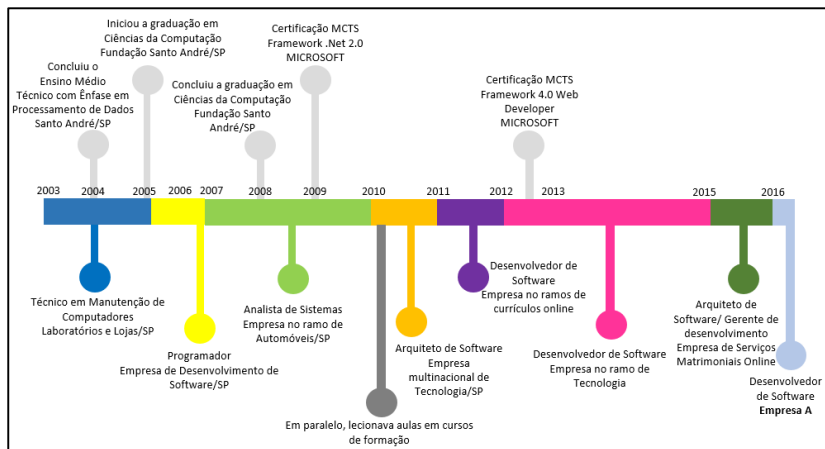 Iniciou a graduação em
Ciências da Computação
Fundação Santo André/SP
Concluiu o
Ensino Médio
Técnico com Ênfase em
Processamento de Dados
Santo André/SP
Concluiu a graduação em
Ciências da Computação
Fundação Santo
André/SP
Certificação MCTS
Framework .Net 2.0
MICROSOFT
Certificação MCTS
Framework 4.0 Web
Developer
MICROSOFT
2003 2004 2005 2006 2007 2008 2009 2010 2011 2012 2013 2015 2016
Técnico em Manutenção de
Computadores
Laboratórios e Lojas/SP
Programador
Empresa de Desenvolvimento de
Software/SP
Analista de Sistemas
Empresa no ramo de
Automóveis/SP
Em paralelo, lecionava aulas em cursos
de formação
Arquiteto de Software
Empresa
multinacional de
Tecnologia/SP
Desenvolvedor de
Software
Empresa no ramos de
currículos online
Desenvolvedor de Software
Empresa no ramo de
Tecnologia
Arquiteto de
Software/ Gerente de
desenvolvimento
Empresa de Serviços
Matrimoniais Online
Desenvolvedor
de Software
Empresa A